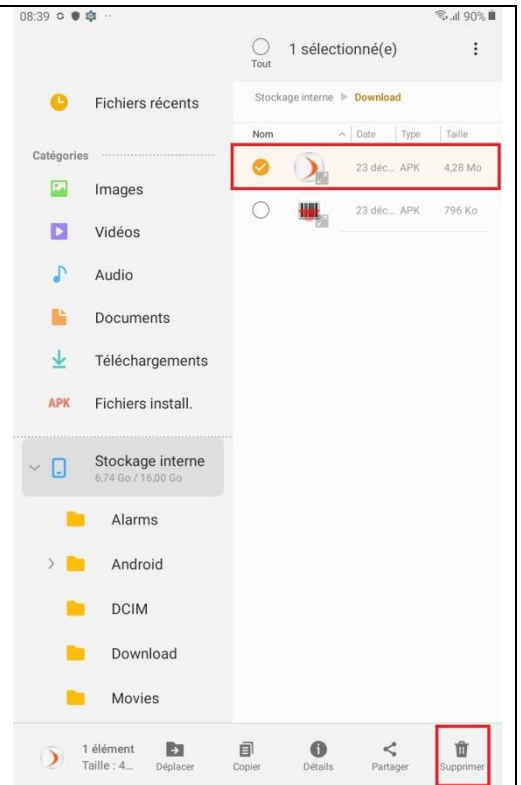 08:39 90%
1 sélectionné(e)
Tout
Fichiers récents
Stockage interne Download
Nom Date Type Taille
Catégories
23 déc... APK 4,28 Mo
Images
23 déc... APK 796 Ko
Vidéos
Audio
Documents
Téléchargements
APK Fichiers install.
Stockage interne
6,74 Go / 16,00 Go
Alarms
Android
DCIM
Download
Movies
1 élément
Taille : 4...
Déplacer Copier Détails Partager Supprimer